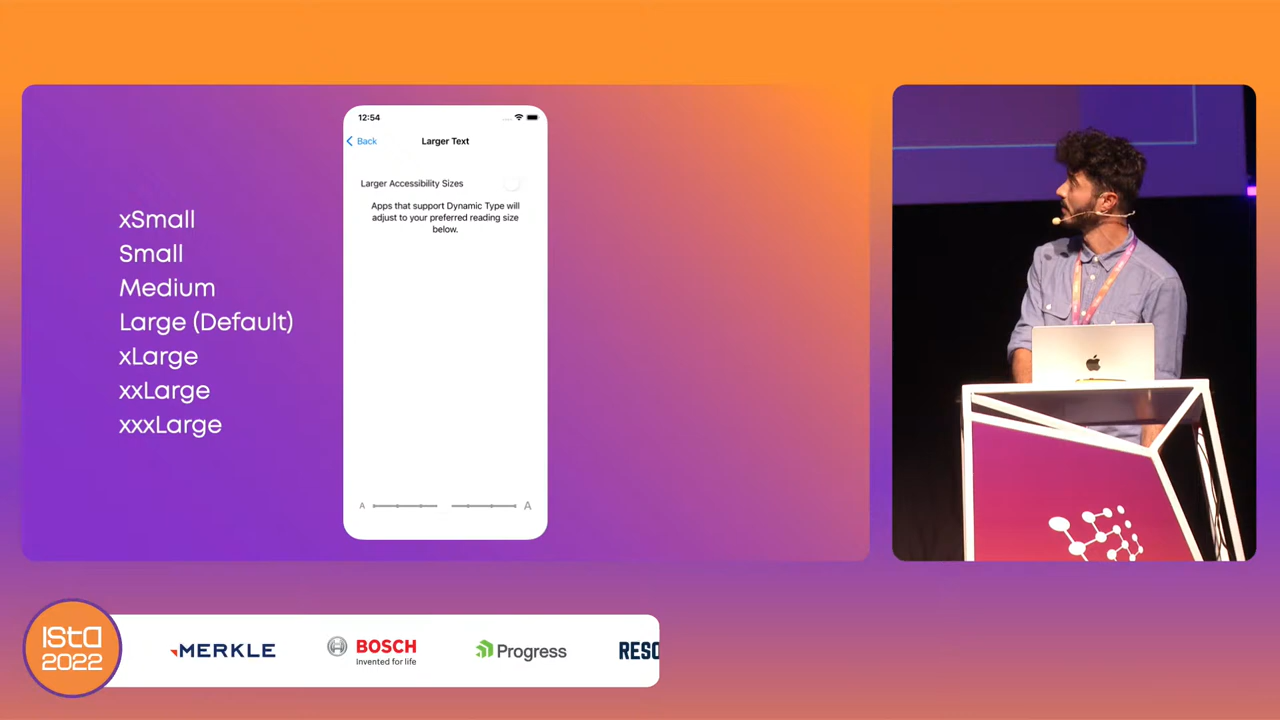 xSmall
Small
Medium
Large (Default)
xLarge
xxLarge
xxxLarge
12:54
Back
Larger Text
Larger Accessibility Sizes
Apps that support Dynamic Type will
adjust to your preferred reading size
below.
A
A
ISTA
2022
MERKLE
BOSCH
Invented for life
Progress
RESO